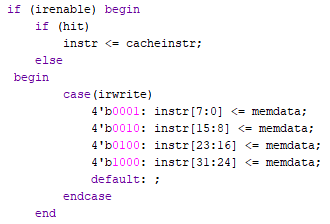 if (irenable) begin
if (hit)
instr <= cacheinstr;
else
begin
case(irwrite)
4'b0001: instr[7:0] <= memdata;
4'b0010: instr[15:8] <= memdata;
4'b0100: instr[23:16] <= memdata;
4'b1000: instr[31:24] <= memdata;
default: ;
endcase
end